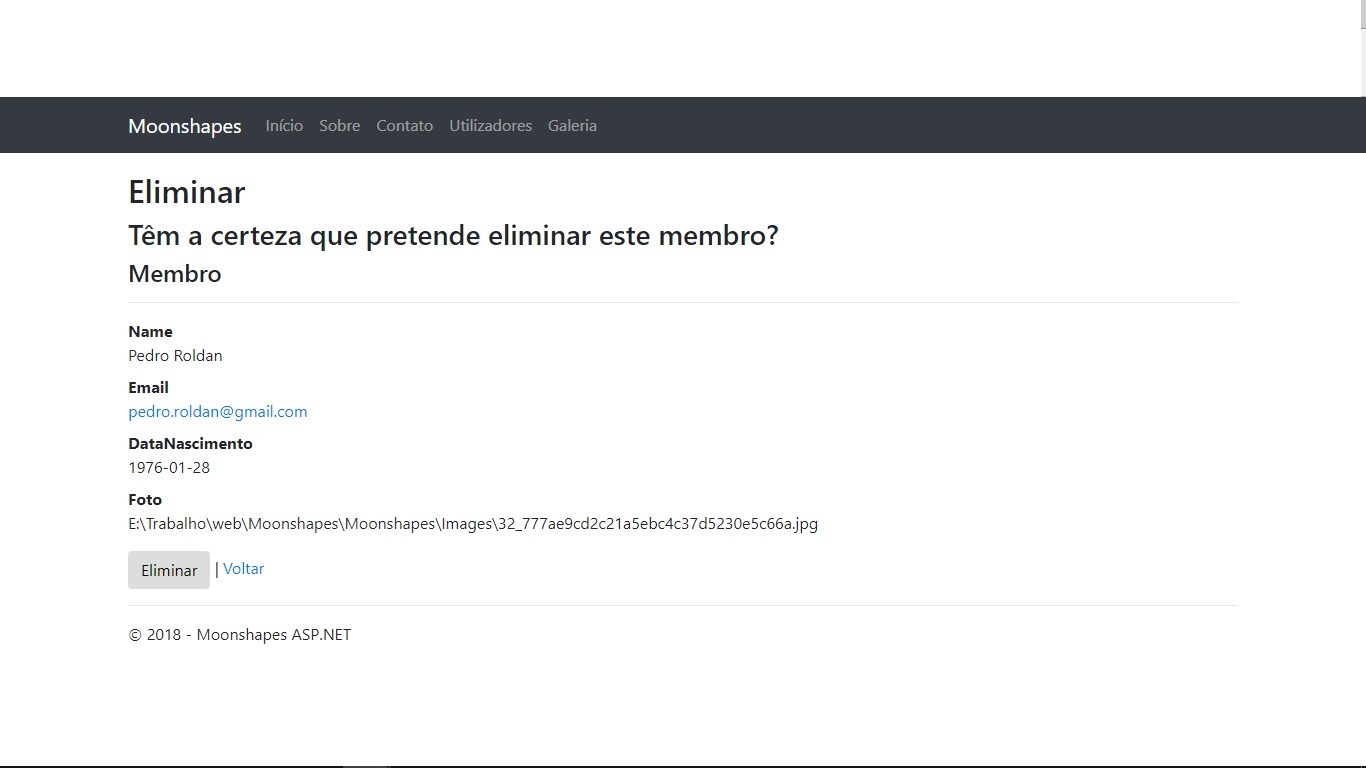 Moonshapes Início Sobre Contato Utilizadores Galeria
Eliminar
Têm a certeza que pretende eliminar este membro?
Membro
Name
Pedro Roldan
Email
pedro.roldan@gmail.com
DataNascimento
1976-01-28
Foto
E:\Trabalho\web\Moonshapes\Moonshapes\Images\32_777ae9cd2c21a5ebc4c37d5230e5c66a.jpg
Eliminar | Voltar
© 2018 - Moonshapes ASP.NET